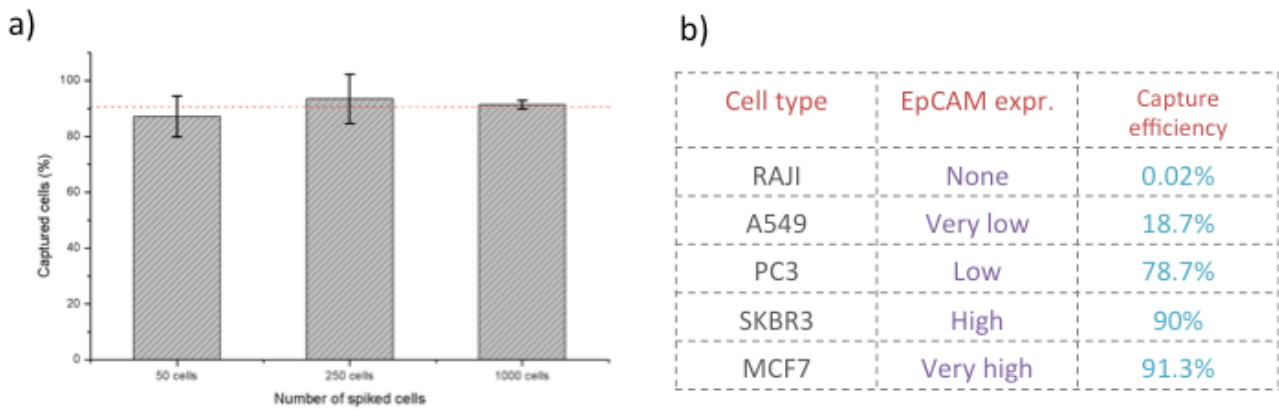 a)
Captured cells (%)
100
80
60
40
20
0
50 cells 250 cells 1000 cells
Number of spiked cells
b)
Cell type EpCAM expr. Capture
efficiency
RAJI None 0.02%
A549 Very low 18.7%
PC3 Low 78.7%
SKBR3 High 90%
MCF7 Very high 91.3%